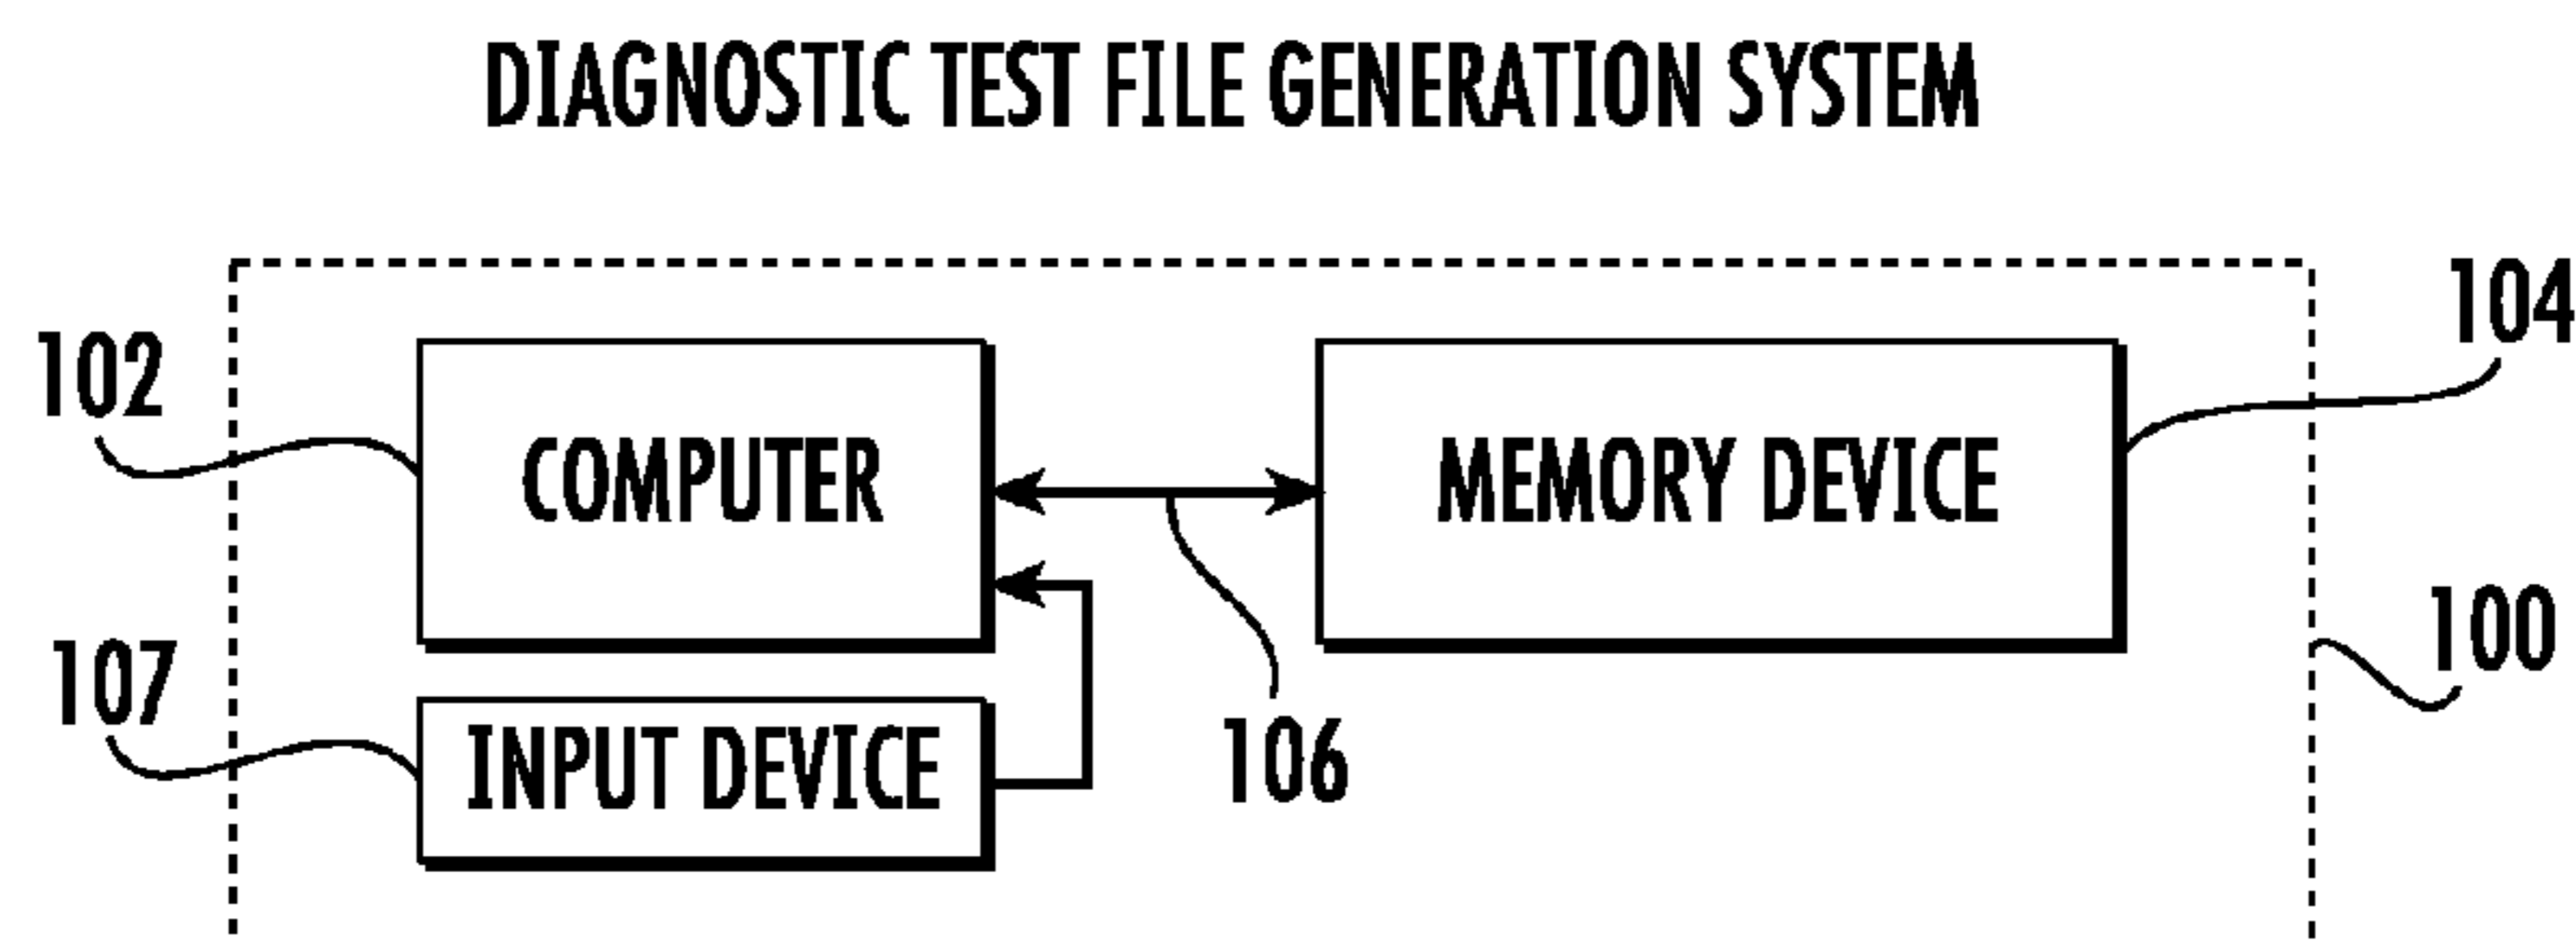 DIAGNOSTIC TEST FILE GENERATION SYSTEM
104
102
COMPUTER
MEMORY DEVICE
100
107
INPUT DEVICE
106